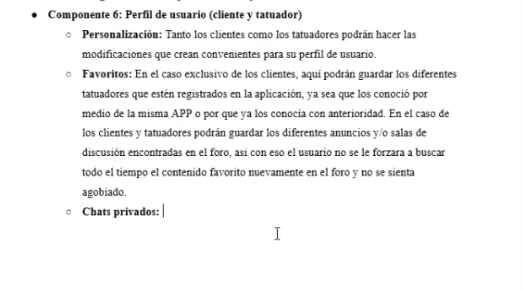 • Componente 6: Perfil de usuario (cliente y tatuador)
○ Personalización: Tanto los clientes como los tatuadores podrán hacer las
modificaciones que crean convenientes para su perfil de usuario.
○ Favoritos: En el caso exclusivo de los clientes, aquí podrán guardar los diferentes
tatuadores que estén registrados en la aplicación, ya sea que los conoció por
medio de la misma APP o por que ya los conocía con anterioridad. En el caso de
los clientes y tatuadores podrán guardar los diferentes anuncios y/o salas de
discusión encontradas en el foro, asi con eso el usuario no se le forzara a buscar
todo el tiempo el contenido favorito nuevamente en el foro y no se sienta
agobiado.
○ Chats privados: